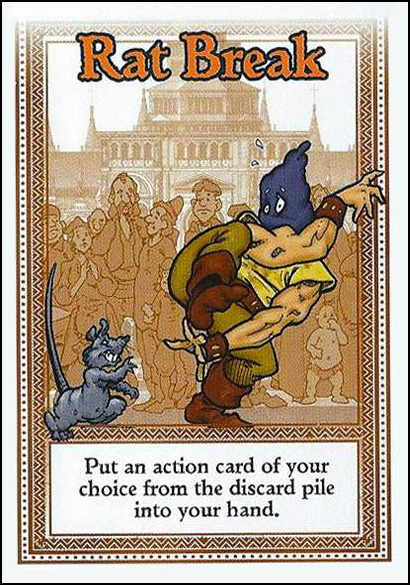 Rat Break
Put an action card of your
choice from the discard pile
into your hand.